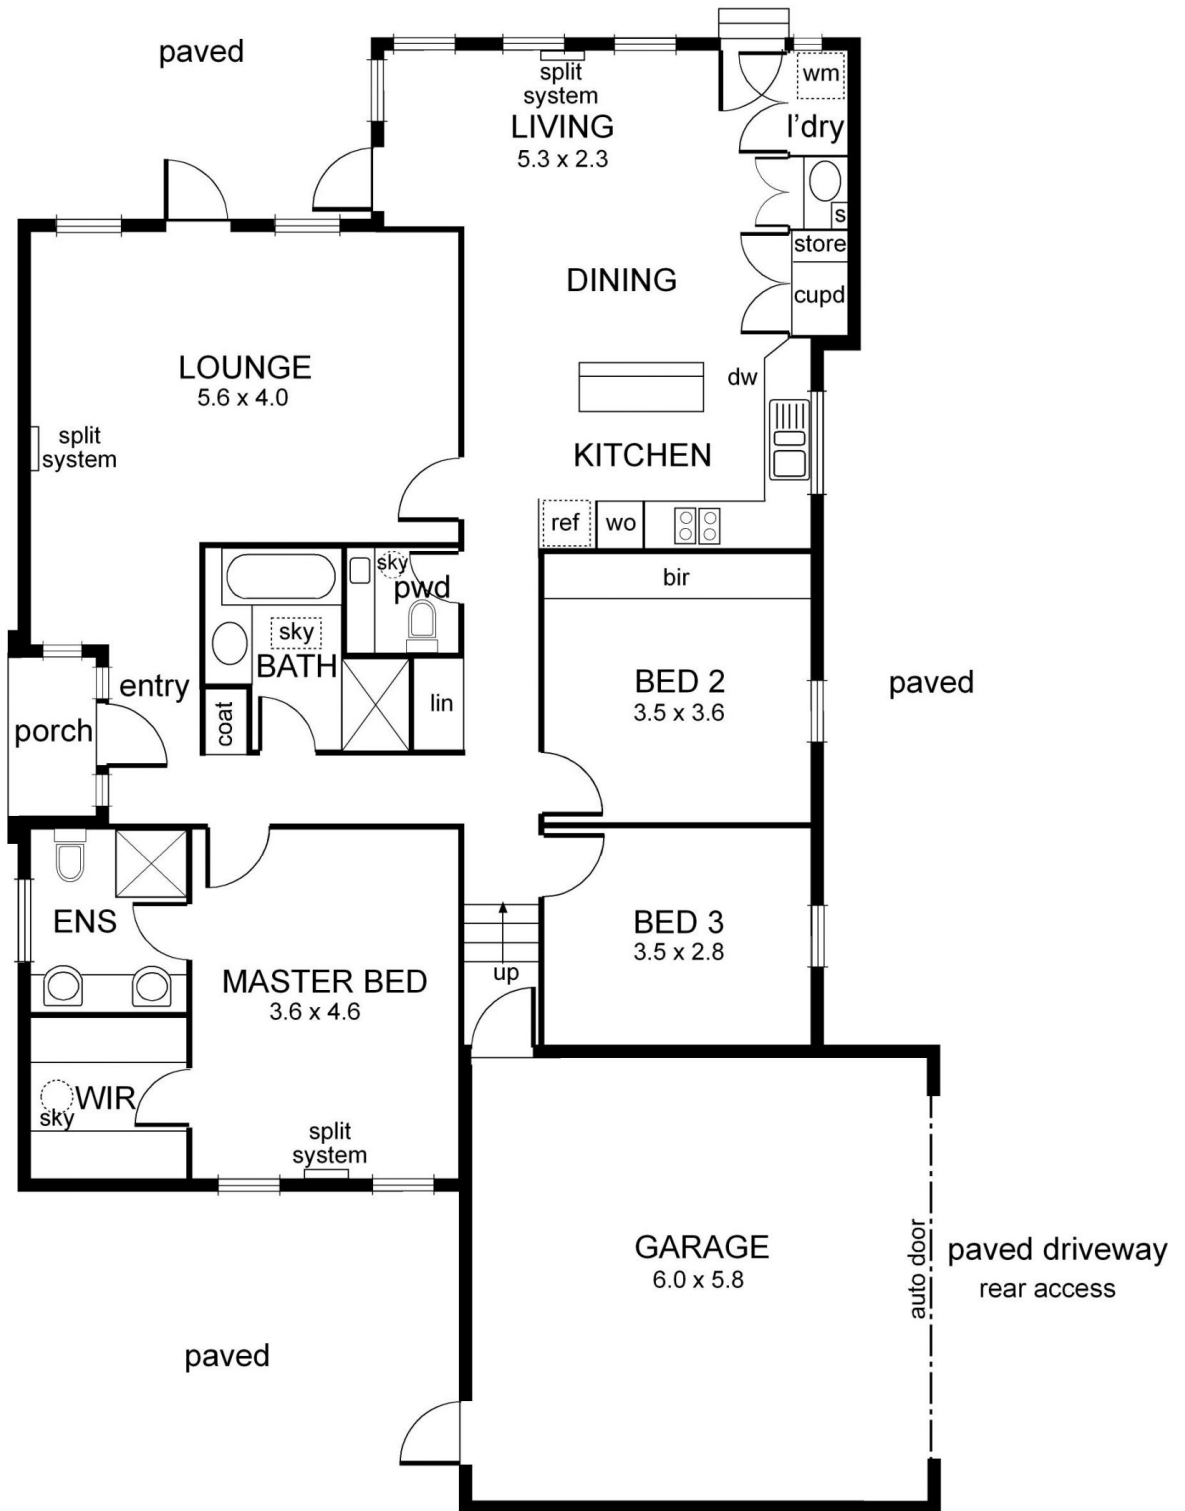 paved
split
system
LIVING
5.3 x 2.3
wm
l'dry
s
store
cupd
DINING
LOUNGE
5.6 x 4.0
split
system
dw
KITCHEN
ref
wo
sky
pwd
bir
sky
BATH
lin
coat
entry
porch
BED 2
3.5 x 3.6
paved
ENS
BED 3
3.5 x 2.8
up
MASTER BED
3.6 x 4.6
WIR
sky
split
system
GARAGE
6.0 x 5.8
auto door
paved driveway
rear access
paved